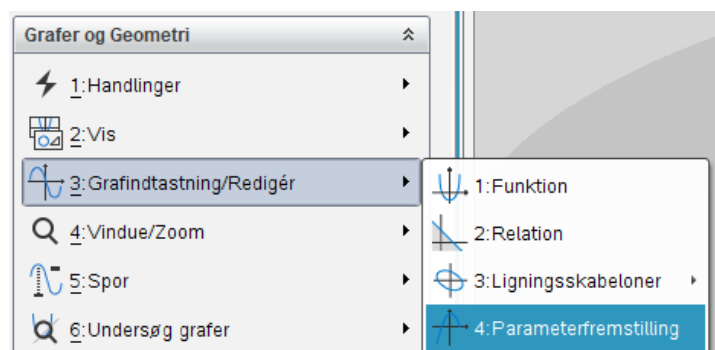 Grafer og Geometri
1:Handlinger
2:Vis
3:Grafindtastning/Redigér
4:Vindue/Zoom
5:Spor
6:Undersøg grafer
1:Funktion
2:Relation
3:Ligningsskabeloner
4:Parameterfremstilling